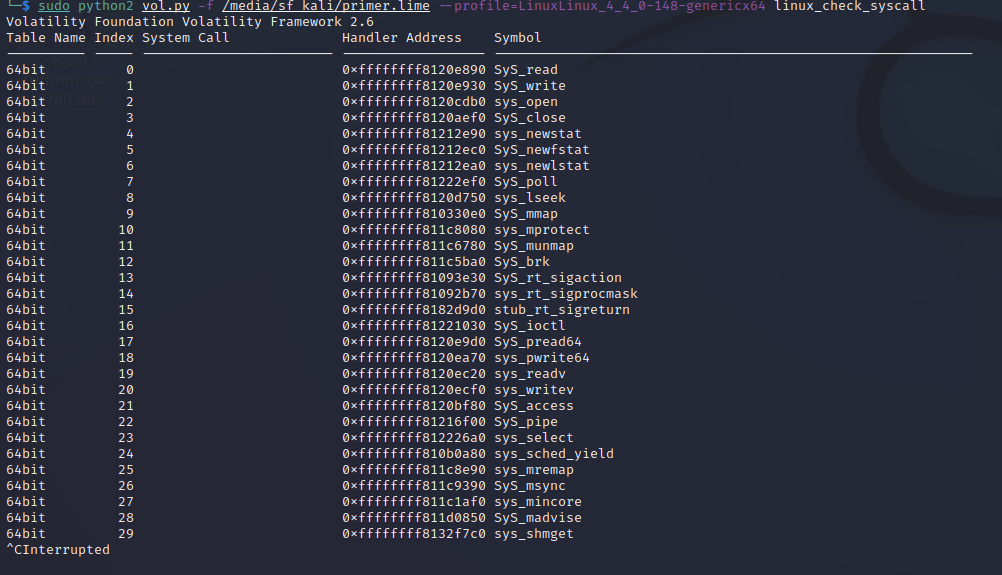 └─$ sudo python2 vol.py -f /media/sf_kali/primer.lime --profile=LinuxLinux_4_4_0-148-genericx64 linux_check_syscall
Volatility Foundation Volatility Framework 2.6
Table Name Index System Call Handler Address Symbol
64bit 0 0xffffffff8120e890 SyS_read
64bit 1 0xffffffff8120e930 SyS_write
64bit 2 0xffffffff8120cdb0 sys_open
64bit 3 0xffffffff8120aef0 SyS_close
64bit 4 0xffffffff81212e90 sys_newstat
64bit 5 0xffffffff81212ec0 SyS_newfstat
64bit 6 0xffffffff81212ea0 sys_newlstat
64bit 7 0xffffffff81222ef0 SyS_poll
64bit 8 0xffffffff8120d750 sys_lseek
64bit 9 0xffffffff810330e0 SyS_mmap
64bit 10 0xffffffff811c8080 sys_mprotect
64bit 11 0xffffffff811c6780 SyS_munmap
64bit 12 0xffffffff811c5ba0 SyS_brk
64bit 13 0xffffffff81093e30 SyS_rt_sigaction
64bit 14 0xffffffff81092b70 sys_rt_sigprocmask
64bit 15 0xffffffff8182d9d0 stub_rt_sigreturn
64bit 16 0xffffffff81221030 SyS_ioctl
64bit 17 0xffffffff8120e9d0 SyS_pread64
64bit 18 0xffffffff8120ea70 sys_pwrite64
64bit 19 0xffffffff8120ec20 sys_readv
64bit 20 0xffffffff8120ecf0 sys_writev
64bit 21 0xffffffff8120bf80 SyS_access
64bit 22 0xffffffff81216f00 SyS_pipe
64bit 23 0xffffffff812226a0 sys_select
64bit 24 0xffffffff810b0a80 sys_sched_yield
64bit 25 0xffffffff811c8e90 sys_mremap
64bit 26 0xffffffff811c9390 SyS_msync
64bit 27 0xffffffff811c1af0 sys_mincore
64bit 28 0xffffffff811d0850 SyS_madvise
64bit 29 0xffffffff8132f7c0 sys_shmget
^CInterrupted